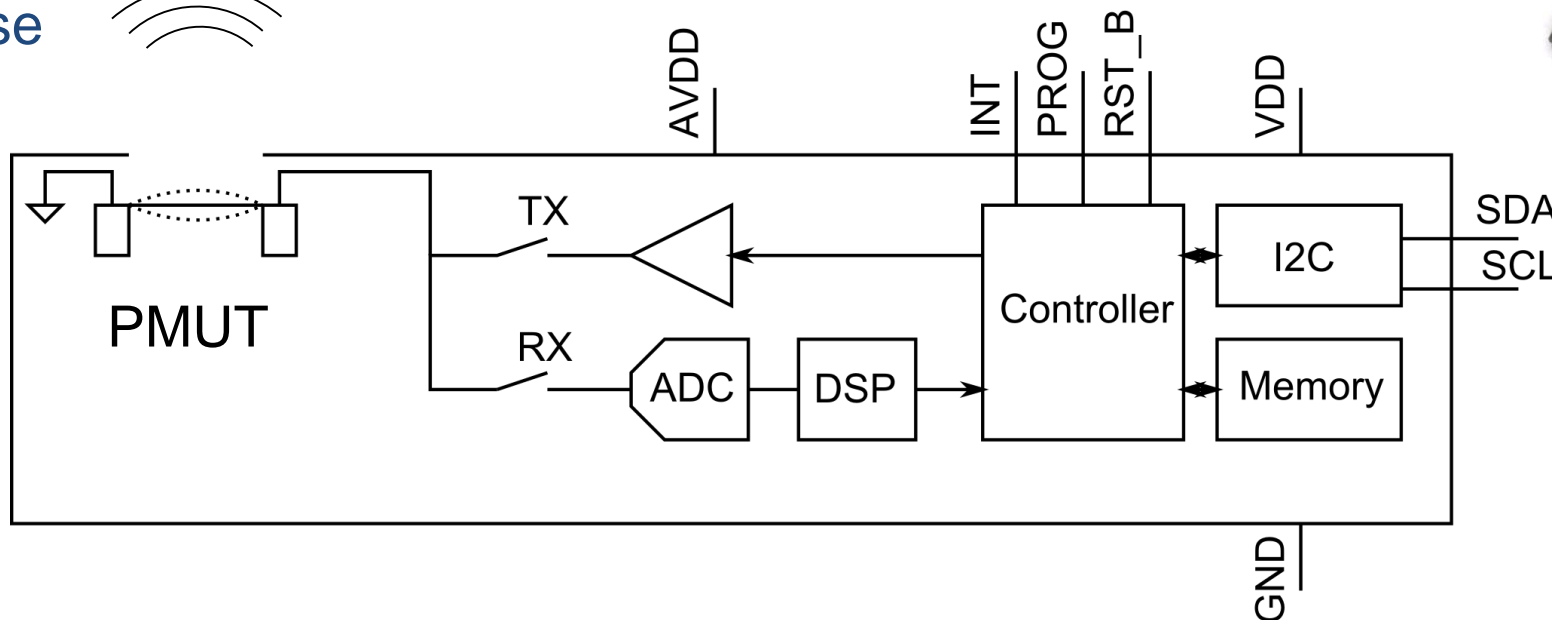 se
AVDD
INT
PROG
RST_B
VDD
SDA
SCL
TX
I2C
Controller
PMUT
RX
ADC
DSP
Memory
GND